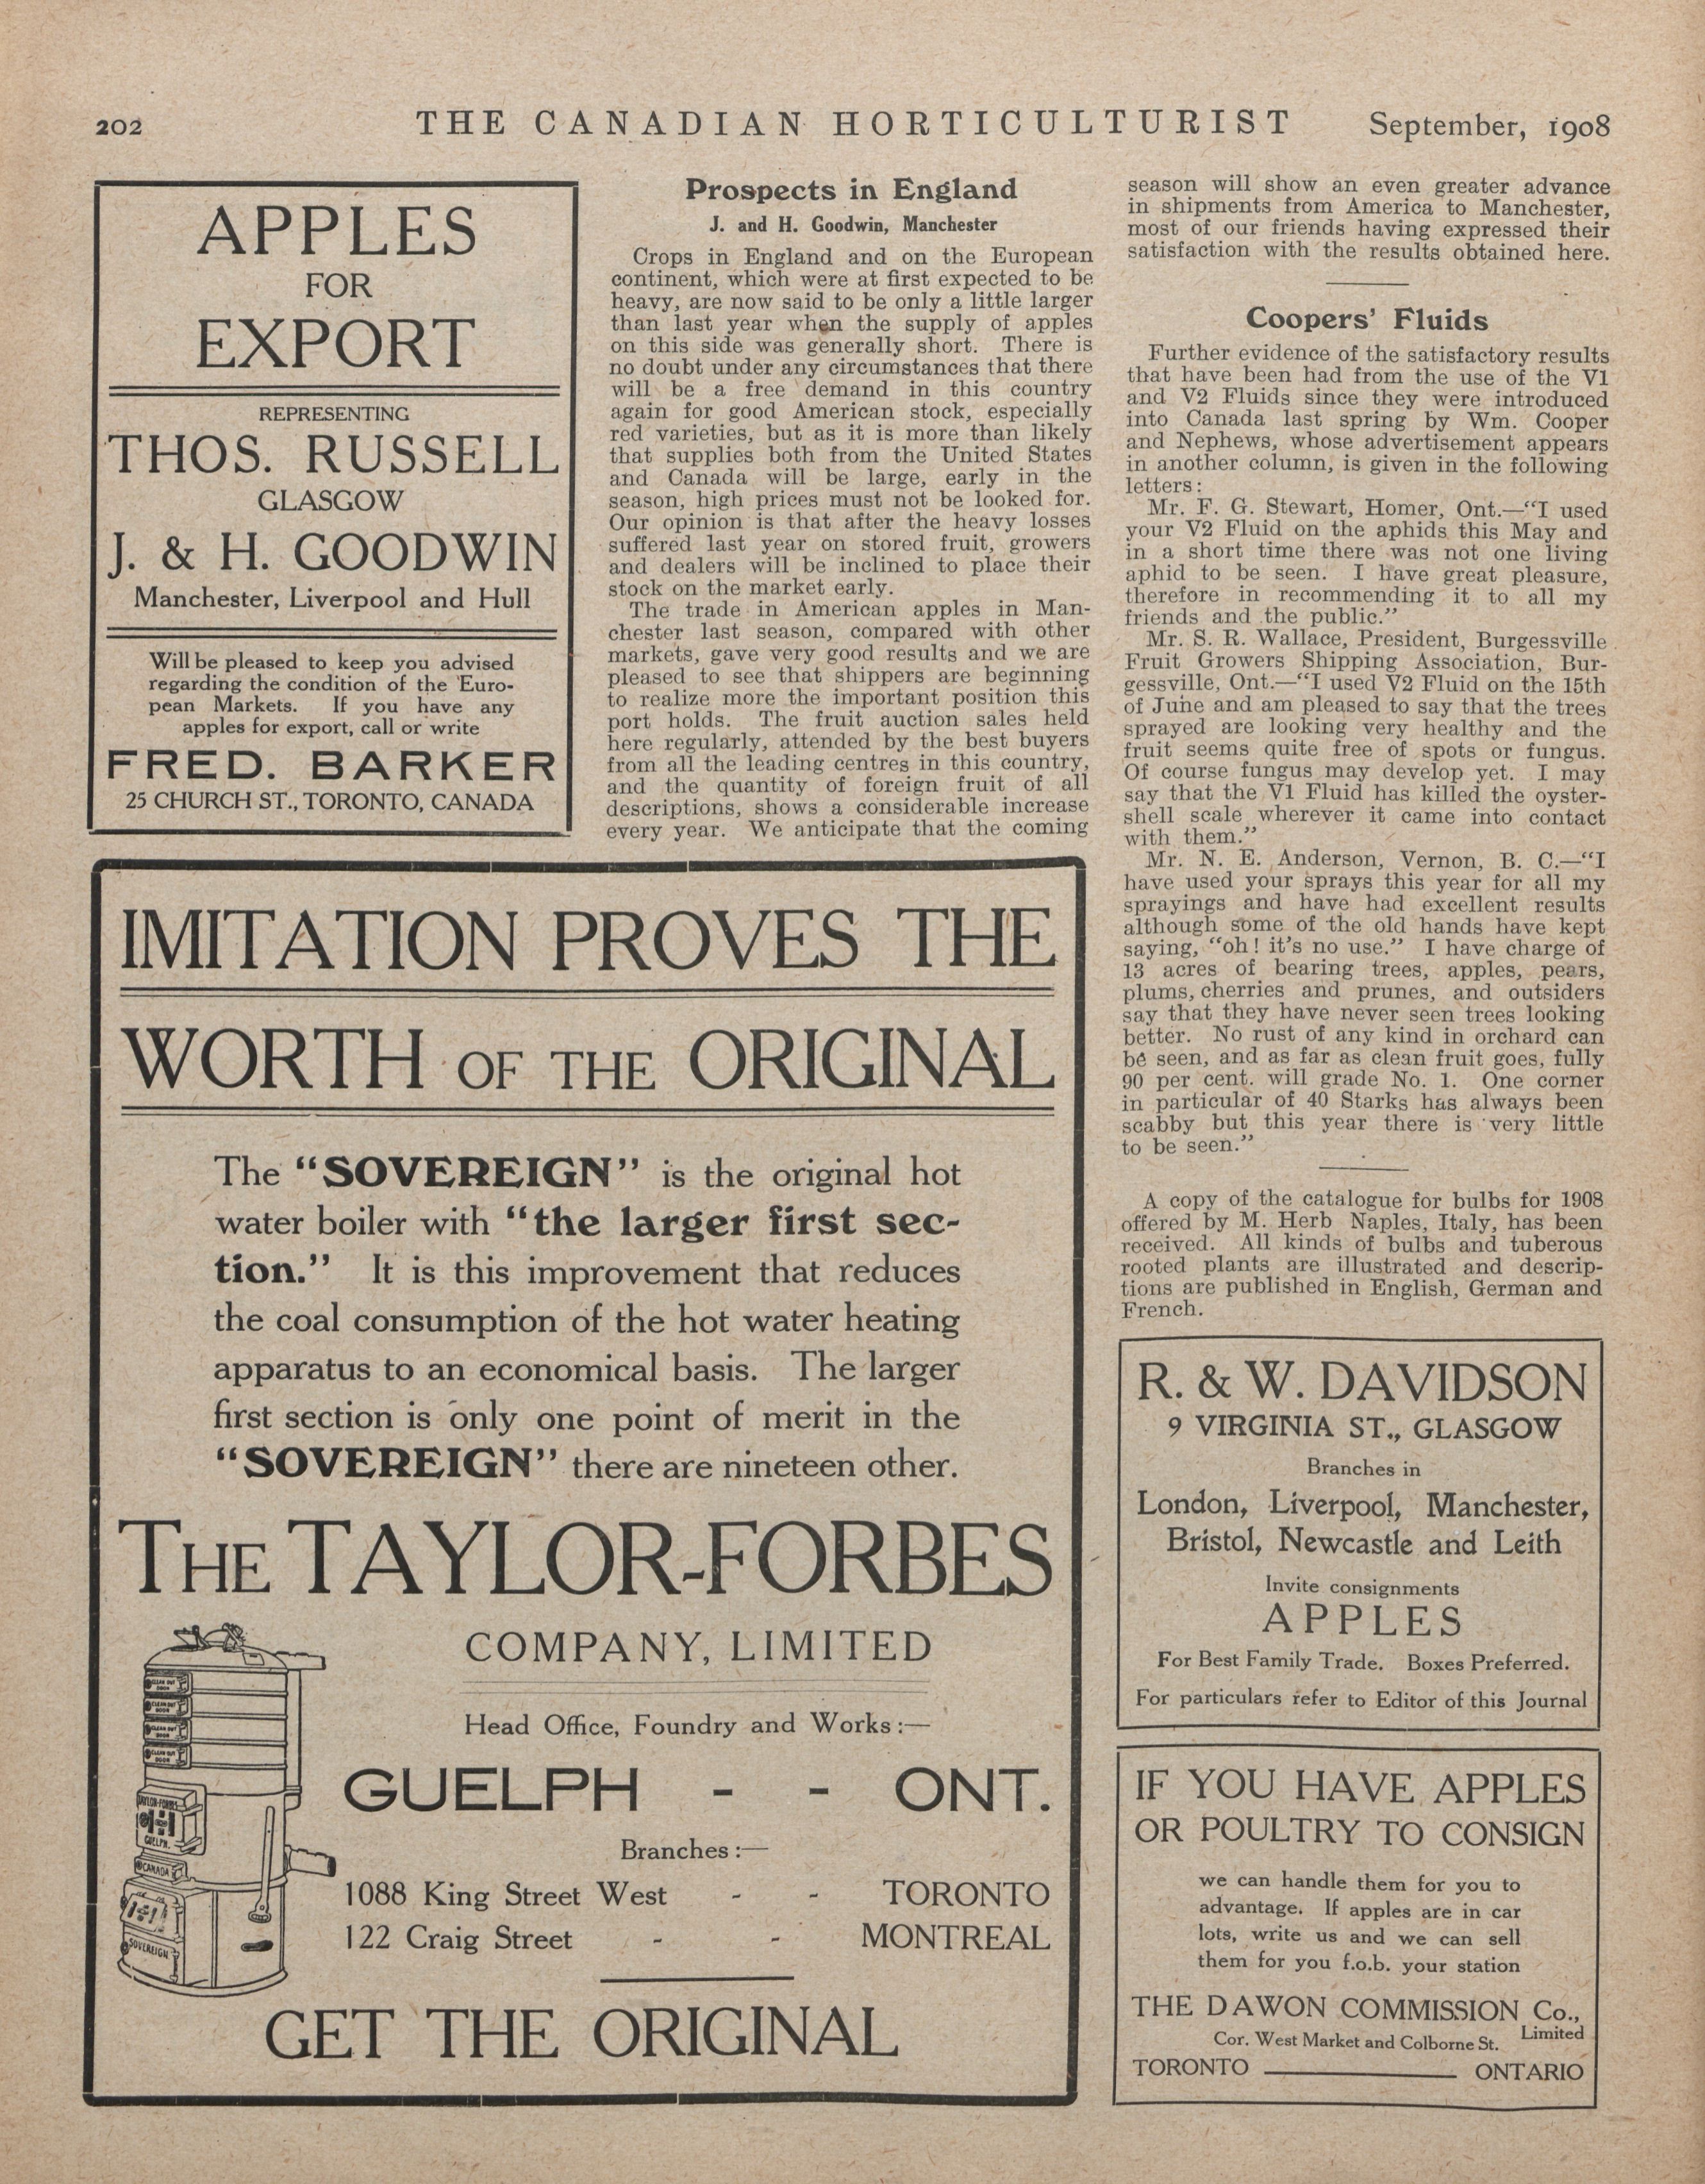 202
THE CANADIAN HORTICULTURIST
September, 1908
APPLES
FOR
EXPORT
REPRESENTING
THOS. RUSSELL
GLASGOW
J. & H. GOODWIN
Manchester, Liverpool and Hull
Will be pleased to keep you advised
regarding the condition of the Euro-
pean Markets. If you have any
apples for export, call or write
FRED. BARKER
25 CHURCH ST., TORONTO, CANADA
Prospects in England
J. and H. Goodwin, Manchester
Crops in England and on the European
continent, which were at first expected to be
heavy, are now said to be only a little larger
than last year when the supply of apples
on this side was generally short. There is
no doubt under any circumstances that there
will be a free demand in this country
again for good American stock, especially
red varieties, but as it is more than likely
that supplies both from the United States
and Canada will be large, early in the
season, high prices must not be looked for.
Our opinion is that after the heavy losses
suffered last year on stored fruit, growers
and dealers will be inclined to place their
stock on the market early.
The trade in American apples in Man-
chester last season, compared with other
markets, gave very good results and we are
pleased to see that shippers are beginning
to realize more the important position this
port holds. The fruit auction sales held
here regularly, attended by the best buyers
from all the leading centres in this country,
and the quantity of foreign fruit of all
descriptions, shows a considerable increase
every year. We anticipate that the coming
season will show an even greater advance
in shipments from America to Manchester,
most of our friends having expressed their
satisfaction with the results obtained here.
Coopers' Fluids
Further evidence of the satisfactory results
that have been had from the use of the V1
and V2 Fluids since they were introduced
into Canada last spring by Wm. Cooper
and Nephews, whose advertisement appears
in another column, is given in the following
letters:
Mr. F. G. Stewart, Homer, Ont.—"I used
your V2 Fluid on the aphids this May and
in a short time there was not one living
aphid to be seen. I have great pleasure,
therefore in recommending it to all my
friends and the public."
Mr. S. R. Wallace, President, Burgessville
Fruit Growers Shipping Association, Bur-
gessville, Ont.—"I used V2 Fluid on the 15th
of June and am pleased to say that the trees
sprayed are looking very healthy and the
fruit seems quite free of spots or fungus.
Of course fungus may develop yet. I may
say that the V1 Fluid has killed the oyster-
shell scale wherever it came into contact
with them."
Mr. N. E. Anderson, Vernon, B. C.—"I
have used your sprays this year for all my
sprayings and have had excellent results
although some of the old hands have kept
saying, "oh! it's no use." I have charge of
13 acres of bearing trees, apples, pears,
plums, cherries and prunes, and outsiders
say that they have never seen trees looking
better. No rust of any kind in orchard can
be seen, and as far as clean fruit goes, fully
90 per cent. will grade No. 1. One corner
in particular of 40 Starks has always been
scabby but this year there is very little
to be seen."
A copy of the catalogue for bulbs for 1908
offered by M. Herb Naples, Italy, has been
received. All kinds of bulbs and tuberous
rooted plants are illustrated and descrip-
tions are published in English, German and
French.
IMITATION PROVES THE
WORTH OF THE ORIGINAL
The "SOVEREIGN" is the original hot
water boiler with "the larger first sec-
tion." It is this improvement that reduces
the coal consumption of the hot water heating
apparatus to an economical basis. The larger
first section is only one point of merit in the
"SOVEREIGN" there are nineteen other.
THE TAYLOR-FORBES
COMPANY, LIMITED
Head Office, Foundry and Works:—
GUELPH - - ONT.
Branches:—
1088 King Street West - - TORONTO
122 Craig Street - - MONTREAL
GET THE ORIGINAL
CLEAN OUT
DOOR
CLEAN OUT
DOOR
CLEAN OUT
DOOR
CLEAN OUT
DOOR
TAYLOR-FORBES
GUELPH.
CANADA
SOVEREIGN
R. & W. DAVIDSON
9 VIRGINIA ST., GLASGOW
Branches in
London, Liverpool, Manchester,
Bristol, Newcastle and Leith
Invite consignments
APPLES
For Best Family Trade. Boxes Preferred.
For particulars refer to Editor of this Journal
IF YOU HAVE APPLES
OR POULTRY TO CONSIGN
we can handle them for you to
advantage. If apples are in car
lots, write us and we can sell
them for you f.o.b. your station
THE DAWON COMMISSION Co.,
Limited
Cor. West Market and Colborne St.
TORONTO ONTARIO